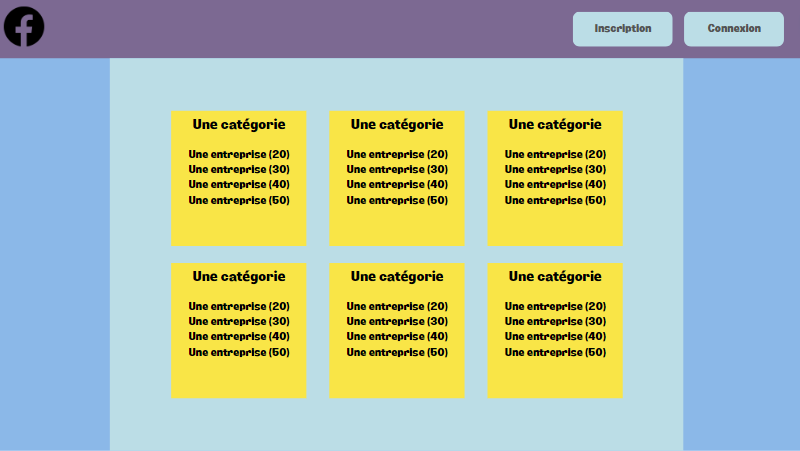 Inscription
Connexion
Une catégorie
Une entreprise (20)
Une entreprise (30)
Une entreprise (40)
Une entreprise (50)
Une catégorie
Une entreprise (20)
Une entreprise (30)
Une entreprise (40)
Une entreprise (50)
Une catégorie
Une entreprise (20)
Une entreprise (30)
Une entreprise (40)
Une entreprise (50)
Une catégorie
Une entreprise (20)
Une entreprise (30)
Une entreprise (40)
Une entreprise (50)
Une catégorie
Une entreprise (20)
Une entreprise (30)
Une entreprise (40)
Une entreprise (50)
Une catégorie
Une entreprise (20)
Une entreprise (30)
Une entreprise (40)
Une entreprise (50)